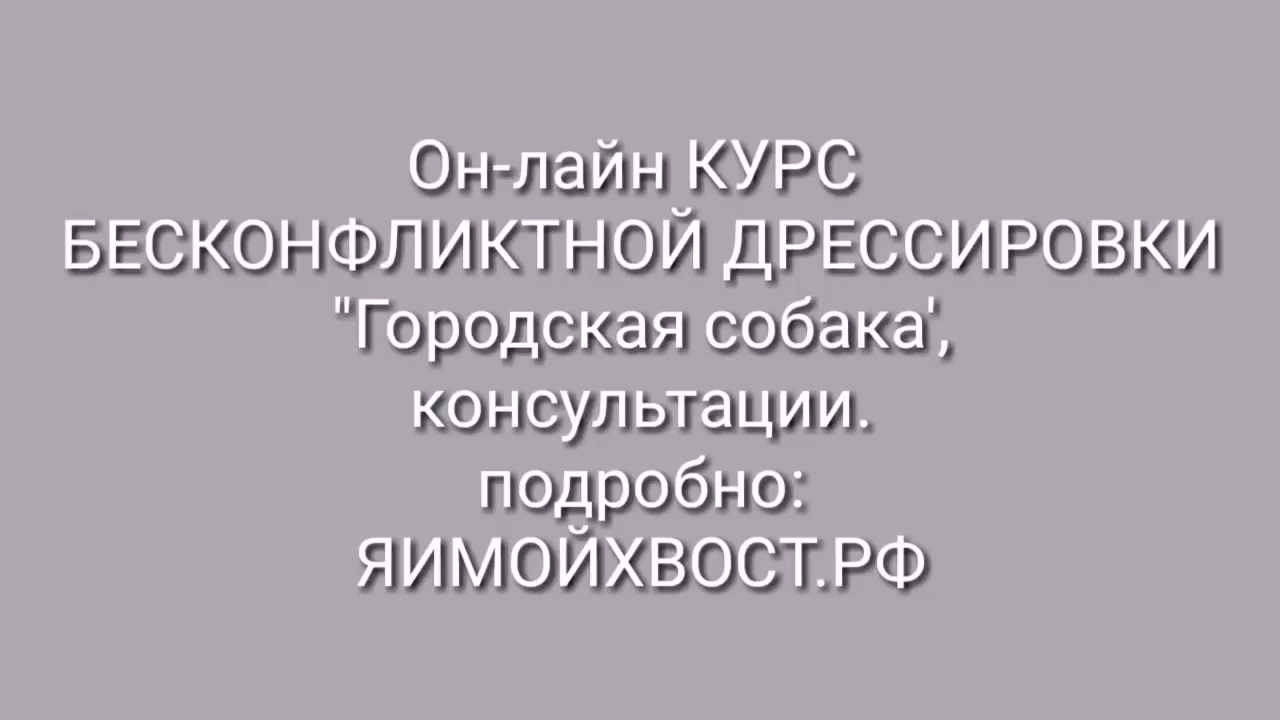 Он-лайн КУРС
БЕСКОНФЛИКТНОЙ ДРЕССИРОВКИ
"Городская собака',
консультации.
подробно:
ЯИМОЙХВОСТ.РФ